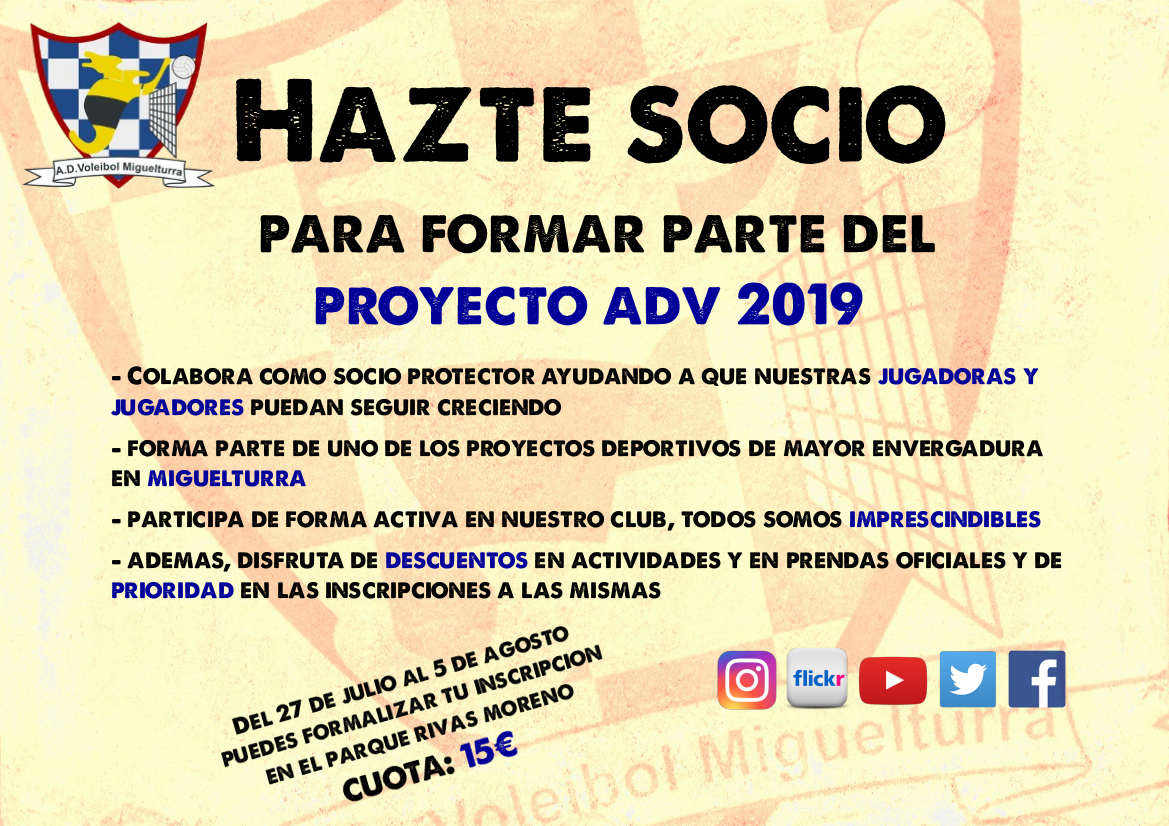 A.D.Voleibol Miguelturra
HAZTE SOCIO
PARA FORMAR PARTE DEL
PROYECTO ADV 2019
- COLABORA COMO SOCIO PROTECTOR AYUDANDO A QUE NUESTRAS JUGADORAS Y
JUGADORES PUEDAN SEGUIR CRECIENDO
- FORMA PARTE DE UNO DE LOS PROYECTOS DEPORTIVOS DE MAYOR ENVERGADURA
EN MIGUELTURRA
- PARTICIPA DE FORMA ACTIVA EN NUESTRO CLUB, TODOS SOMOS IMPRESCINDIBLES
- ADEMAS, DISFRUTA DE DESCUENTOS EN ACTIVIDADES Y EN PRENDAS OFICIALES Y DE
PRIORIDAD EN LAS INSCRIPCIONES A LAS MISMAS
DEL 27 DE JULIO AL 5 DE AGOSTO
PUEDES FORMALIZAR TU INSCRIPCION
EN EL PARQUE RIVAS MORENO
CUOTA: 15€
flickr
Voleibol Miguelturra